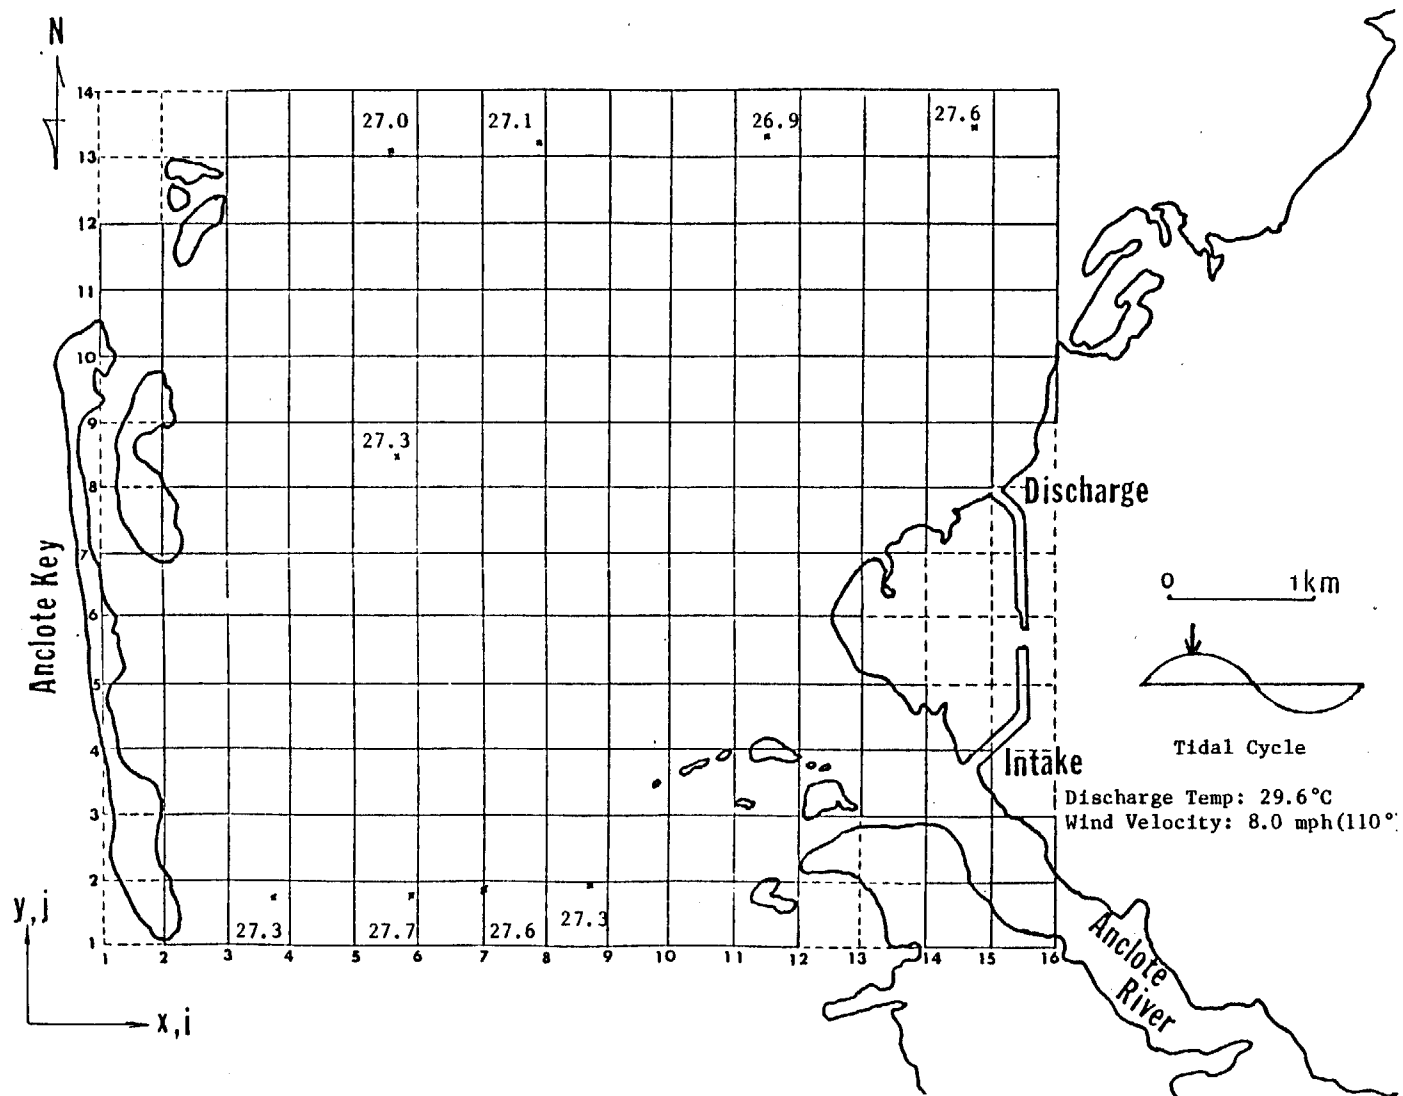 N
14
27.0 27.1 26.9 27.6
13
12
11
10
9
27.3
8
Discharge
7
Anclote Key
6
0 1km
5
4
Tidal Cycle
Intake
Discharge Temp: 29.6°C
3
Wind Velocity: 8.0 mph(110°
2
y,j
27.3 27.7 27.6 27.3
1
1 2 3 4 5 6 7 8 9 10 11 12 13 14 15 16
Anclote
River
x,i